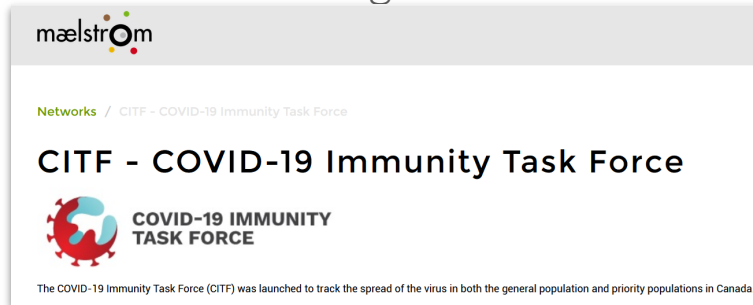 mælstrom
Networks / CITF - COVID-19 Immunity Task Force
CITF - COVID-19 Immunity Task Force
COVID-19 IMMUNITY
TASK FORCE
The COVID-19 Immunity Task Force (CITF) was launched to track the spread of the virus in both the general population and priority populations in Canada